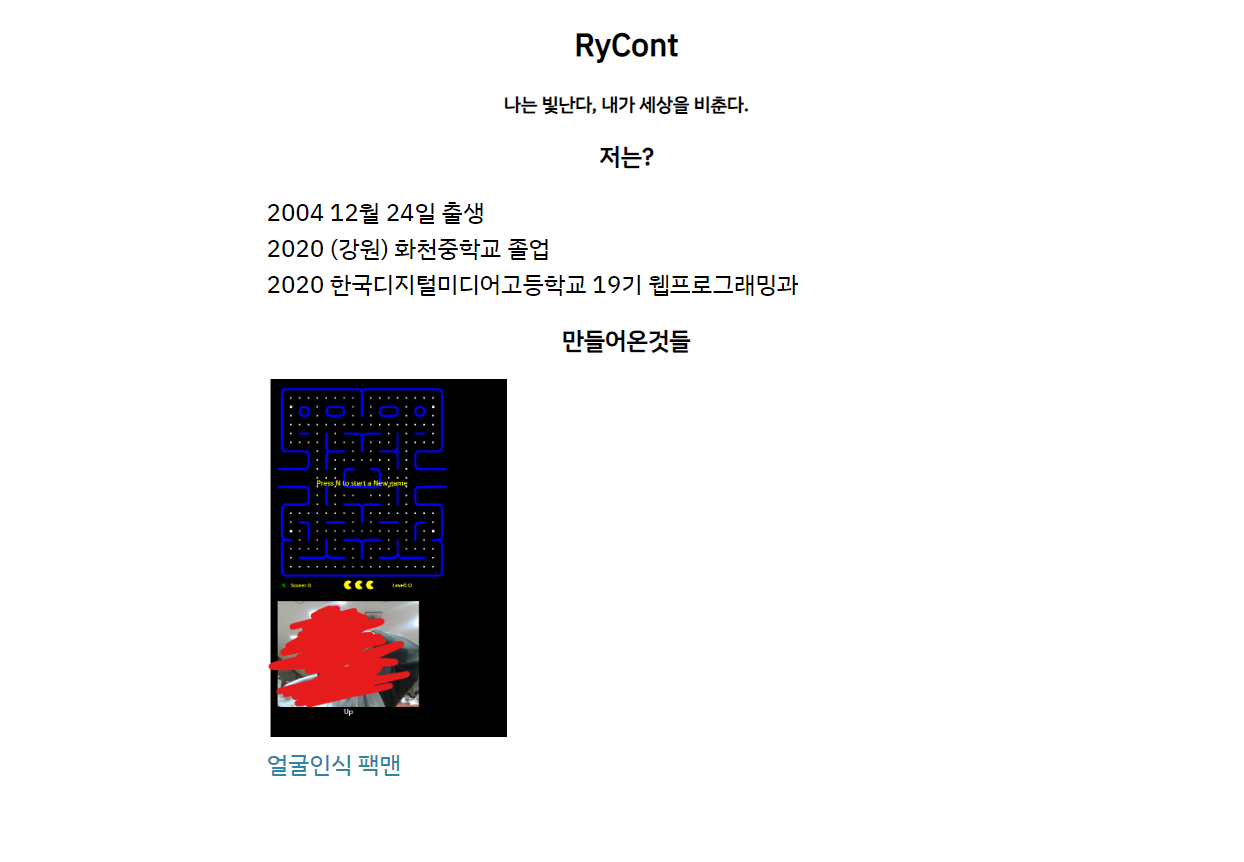 RyCont
나는 빛난다, 내가 세상을 비춘다.
저는?
2004 12월 24일 출생
2020 (강원) 화천중학교 졸업
2020 한국디지털미디어고등학교 19기 웹프로그래밍과
만들어온것들
Press N to start a New game
Score: 0
Level: 0
Up
얼굴인식 팩맨